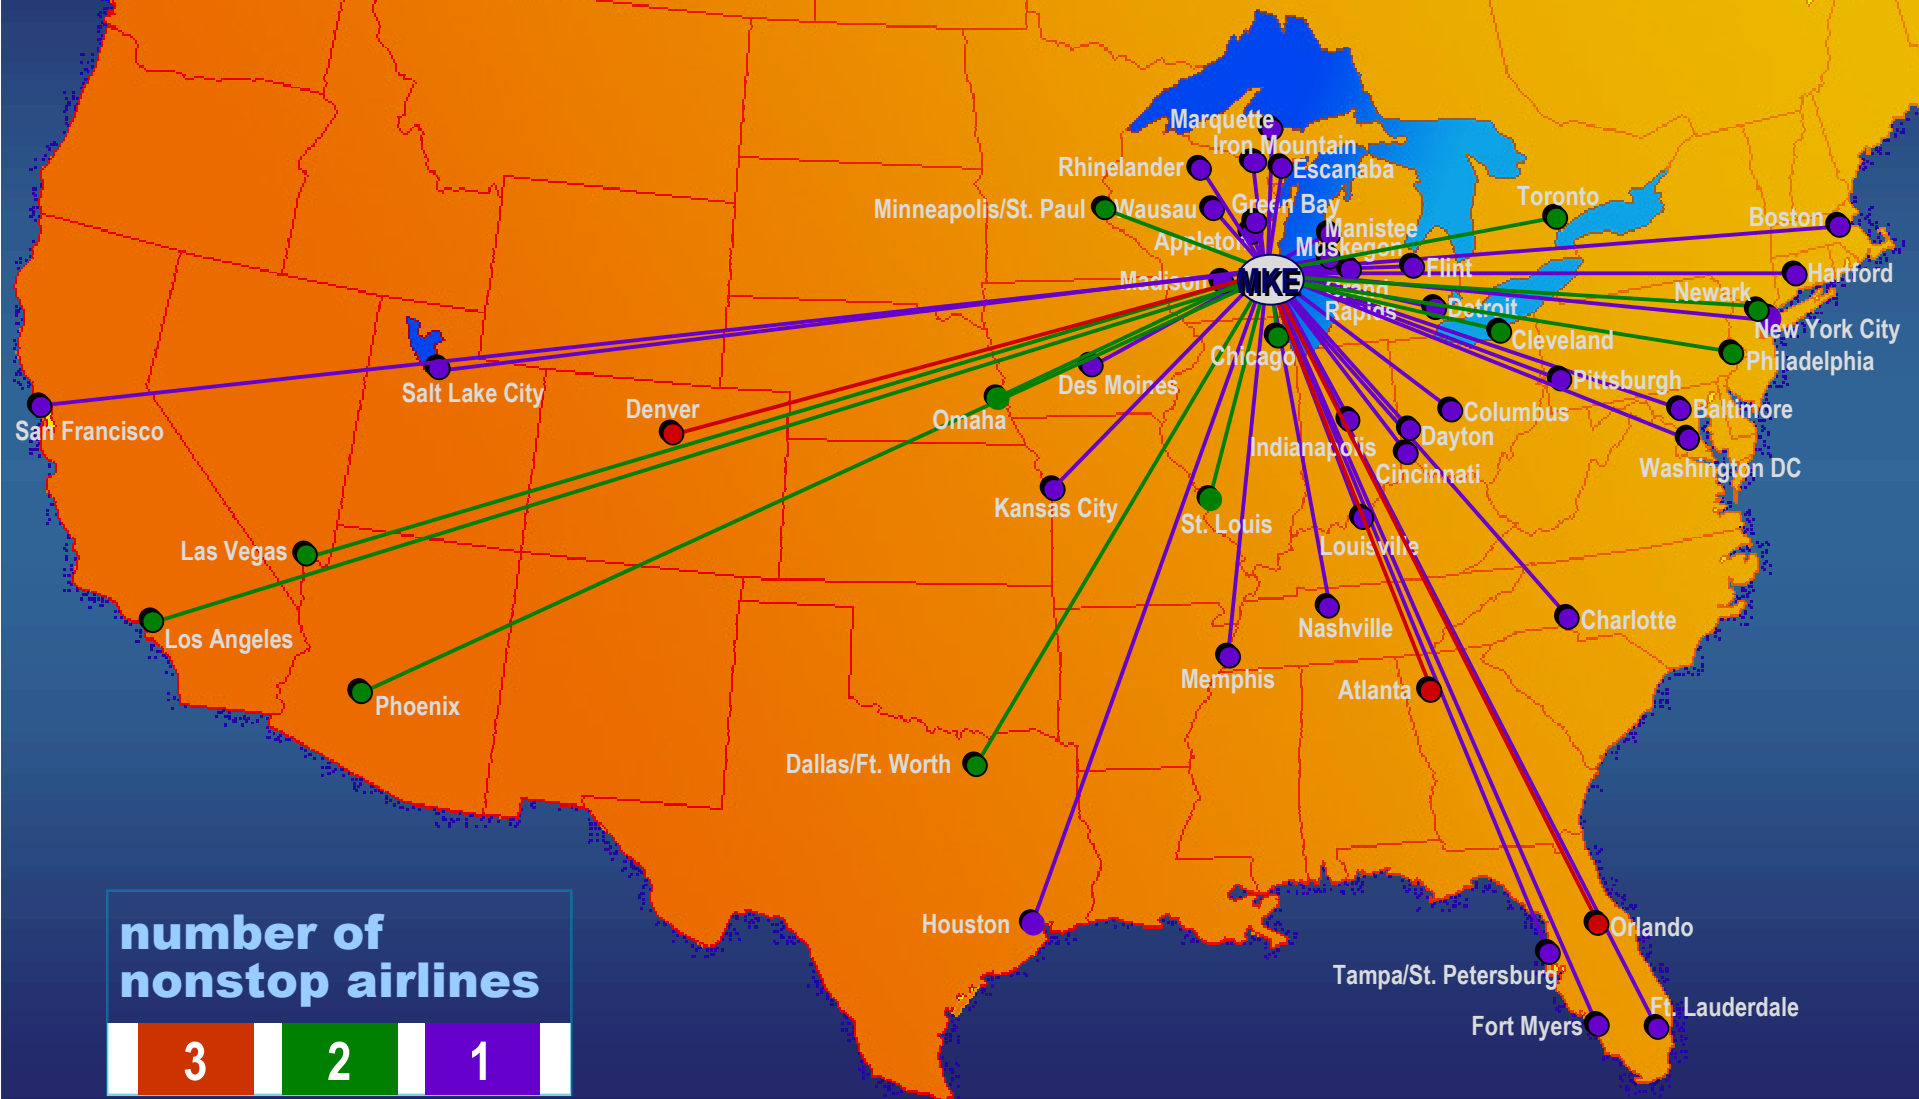 Marquette
Iron Mountain
Rhinelander
Escanaba
Minneapolis/St. Paul
Wausau
Green Bay
Toronto
Boston
Appleton
Manistee
Muskegon
Flint
Hartford
Madison
MKE
Grand
Rapids
Detroit
Newark
New York City
Cleveland
Chicago
Philadelphia
Salt Lake City
Des Moines
Pittsburgh
Denver
Omaha
Columbus
Baltimore
San Francisco
Indianapolis
Dayton
Cincinnati
Washington DC
Kansas City
St. Louis
Louisville
Las Vegas
Los Angeles
Nashville
Charlotte
Memphis
Atlanta
Phoenix
Dallas/Ft. Worth
Houston
Orlando
Tampa/St. Petersburg
Ft. Lauderdale
Fort Myers
number of
nonstop airlines
3 2 1